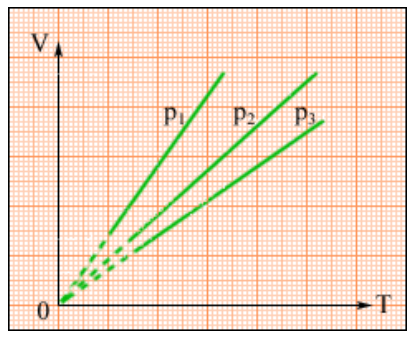 V
p₁ p₂ p₃
0 T